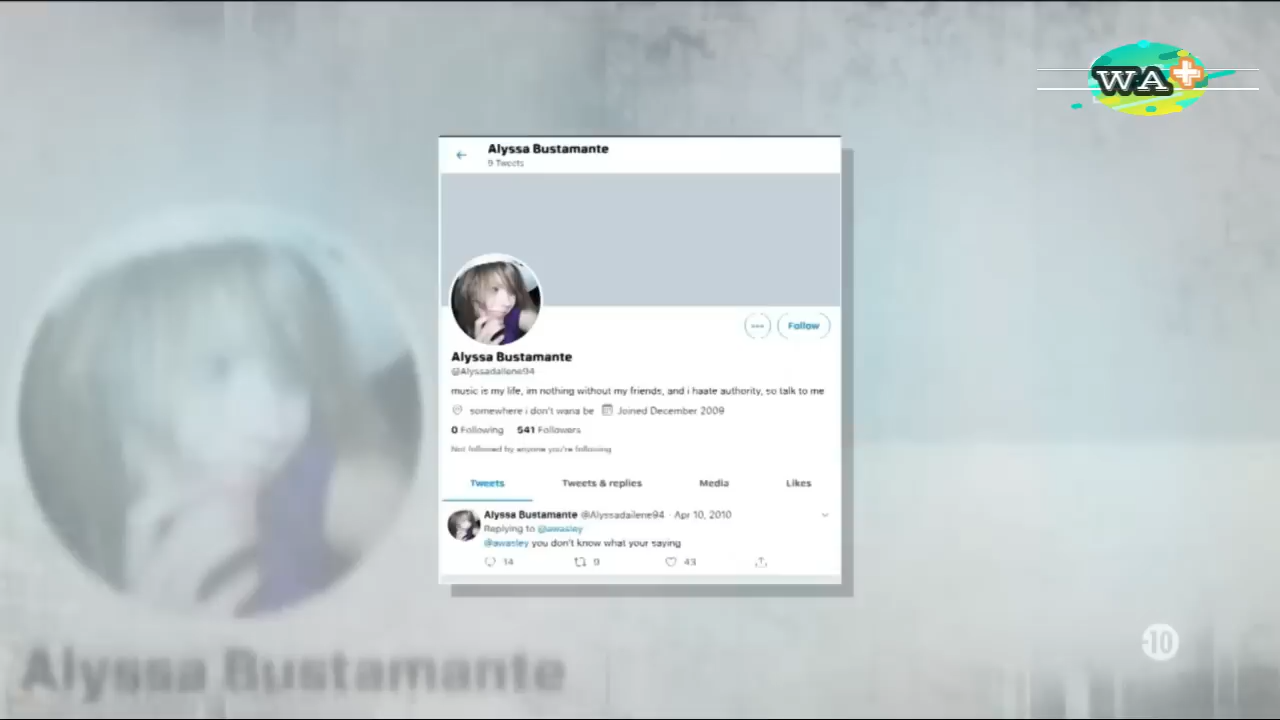 WA+
Alyssa Bustamante
9 Tweets
Follow
Alyssa Bustamante
@Alyssadailene94
music is my life, im nothing without my friends, and i haate authority, so talk to me
somewhere i don't wana be Joined December 2009
0 Following 541 Followers
Not followed by anyone you're following
Tweets Tweets & replies Media Likes
Alyssa Bustamante @Alyssadailene94 · Apr 10, 2010
Replying to @awasley
@awasley you don't know what your saying
14 9 43
-10
Alyssa Bustamante